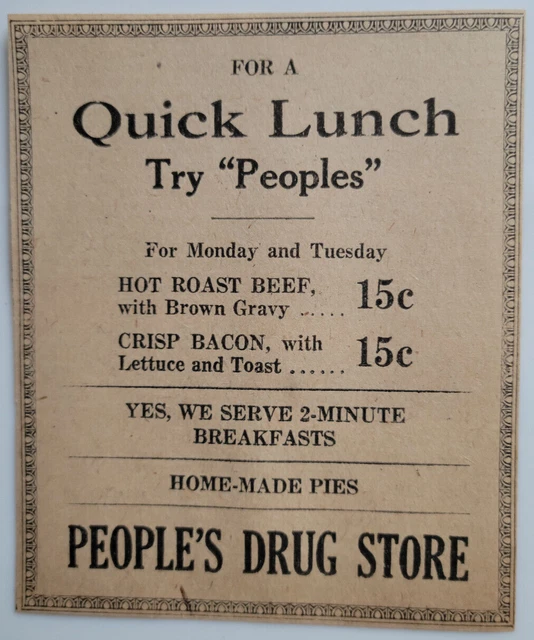 FOR A
Quick Lunch
Try "Peoples"
For Monday and Tuesday
HOT ROAST BEEF,
with Brown Gravy ..... 15c
CRISP BACON, with
Lettuce and Toast ...... 15c
YES, WE SERVE 2-MINUTE
BREAKFASTS
HOME-MADE PIES
PEOPLE'S DRUG STORE